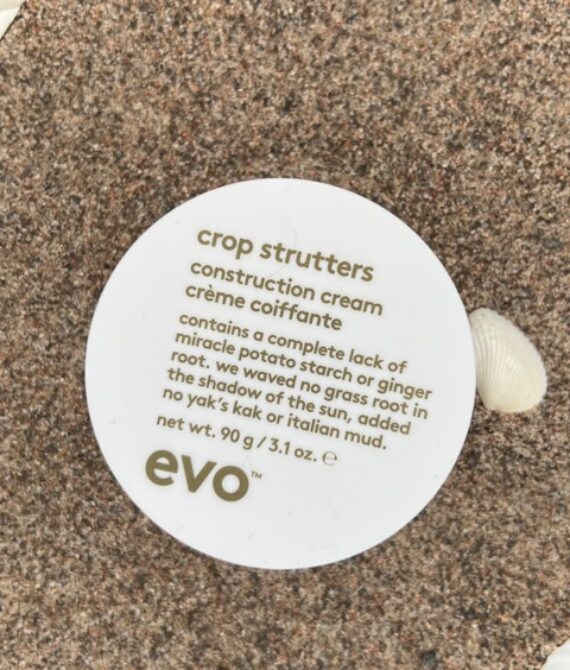 crop strutters
construction cream
crème coiffante
contains a complete lack of
miracle potato starch or ginger
root. we waved no grass root in
the shadow of the sun, added
no yak's kak or italian mud.
net wt. 90 g / 3.1 oz. ℮
evo™